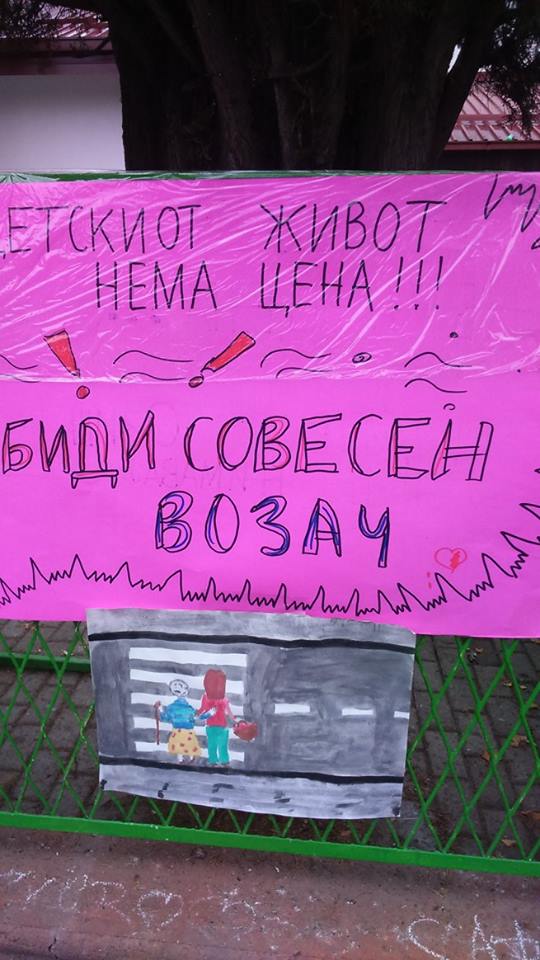 ДЕТСКИОТ ЖИВОТ
НЕМА ЦЕНА!!!
БИДИ СОВЕСЕН
ВОЗАЧ